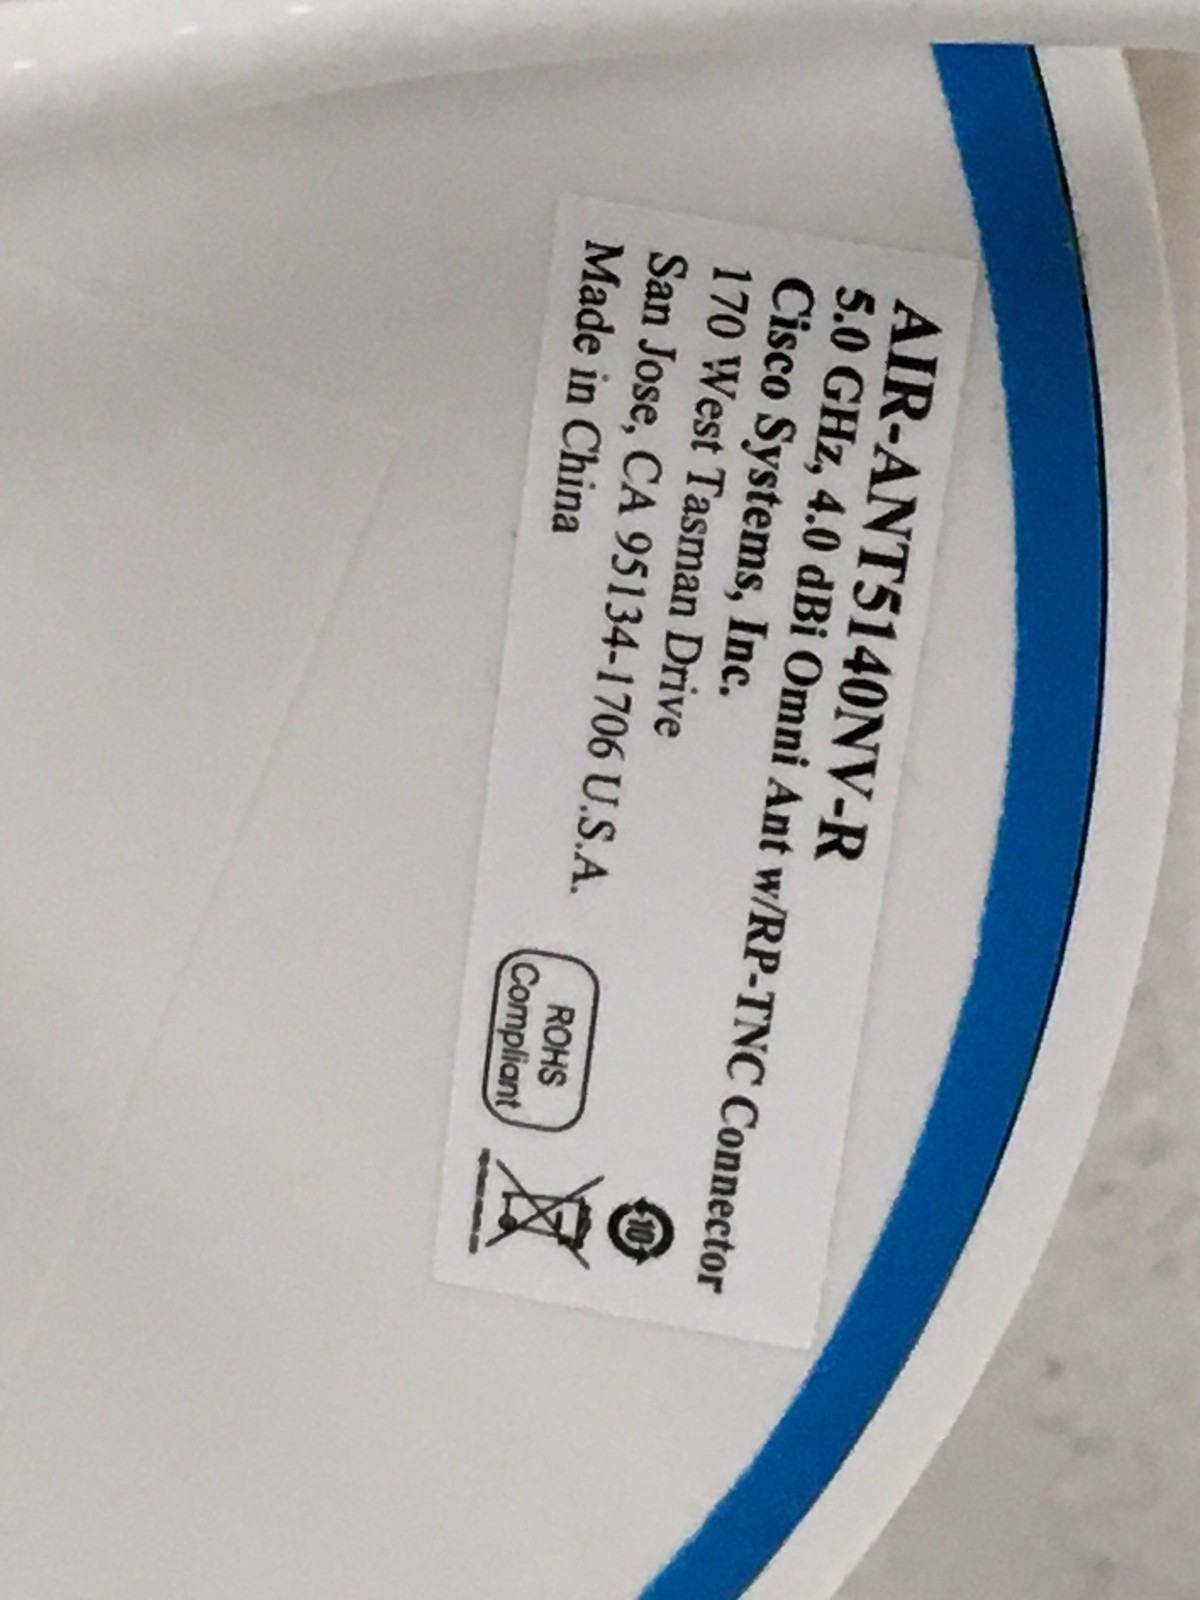 AIR-ANT5140NV-R
5.0 GHz, 4.0 dBi Omni Ant w/RP-TNC Connector
Cisco Systems, Inc.
170 West Tasman Drive
San Jose, CA 95134-1706 U.S.A.
Made in China
ROHS
Compliant
10